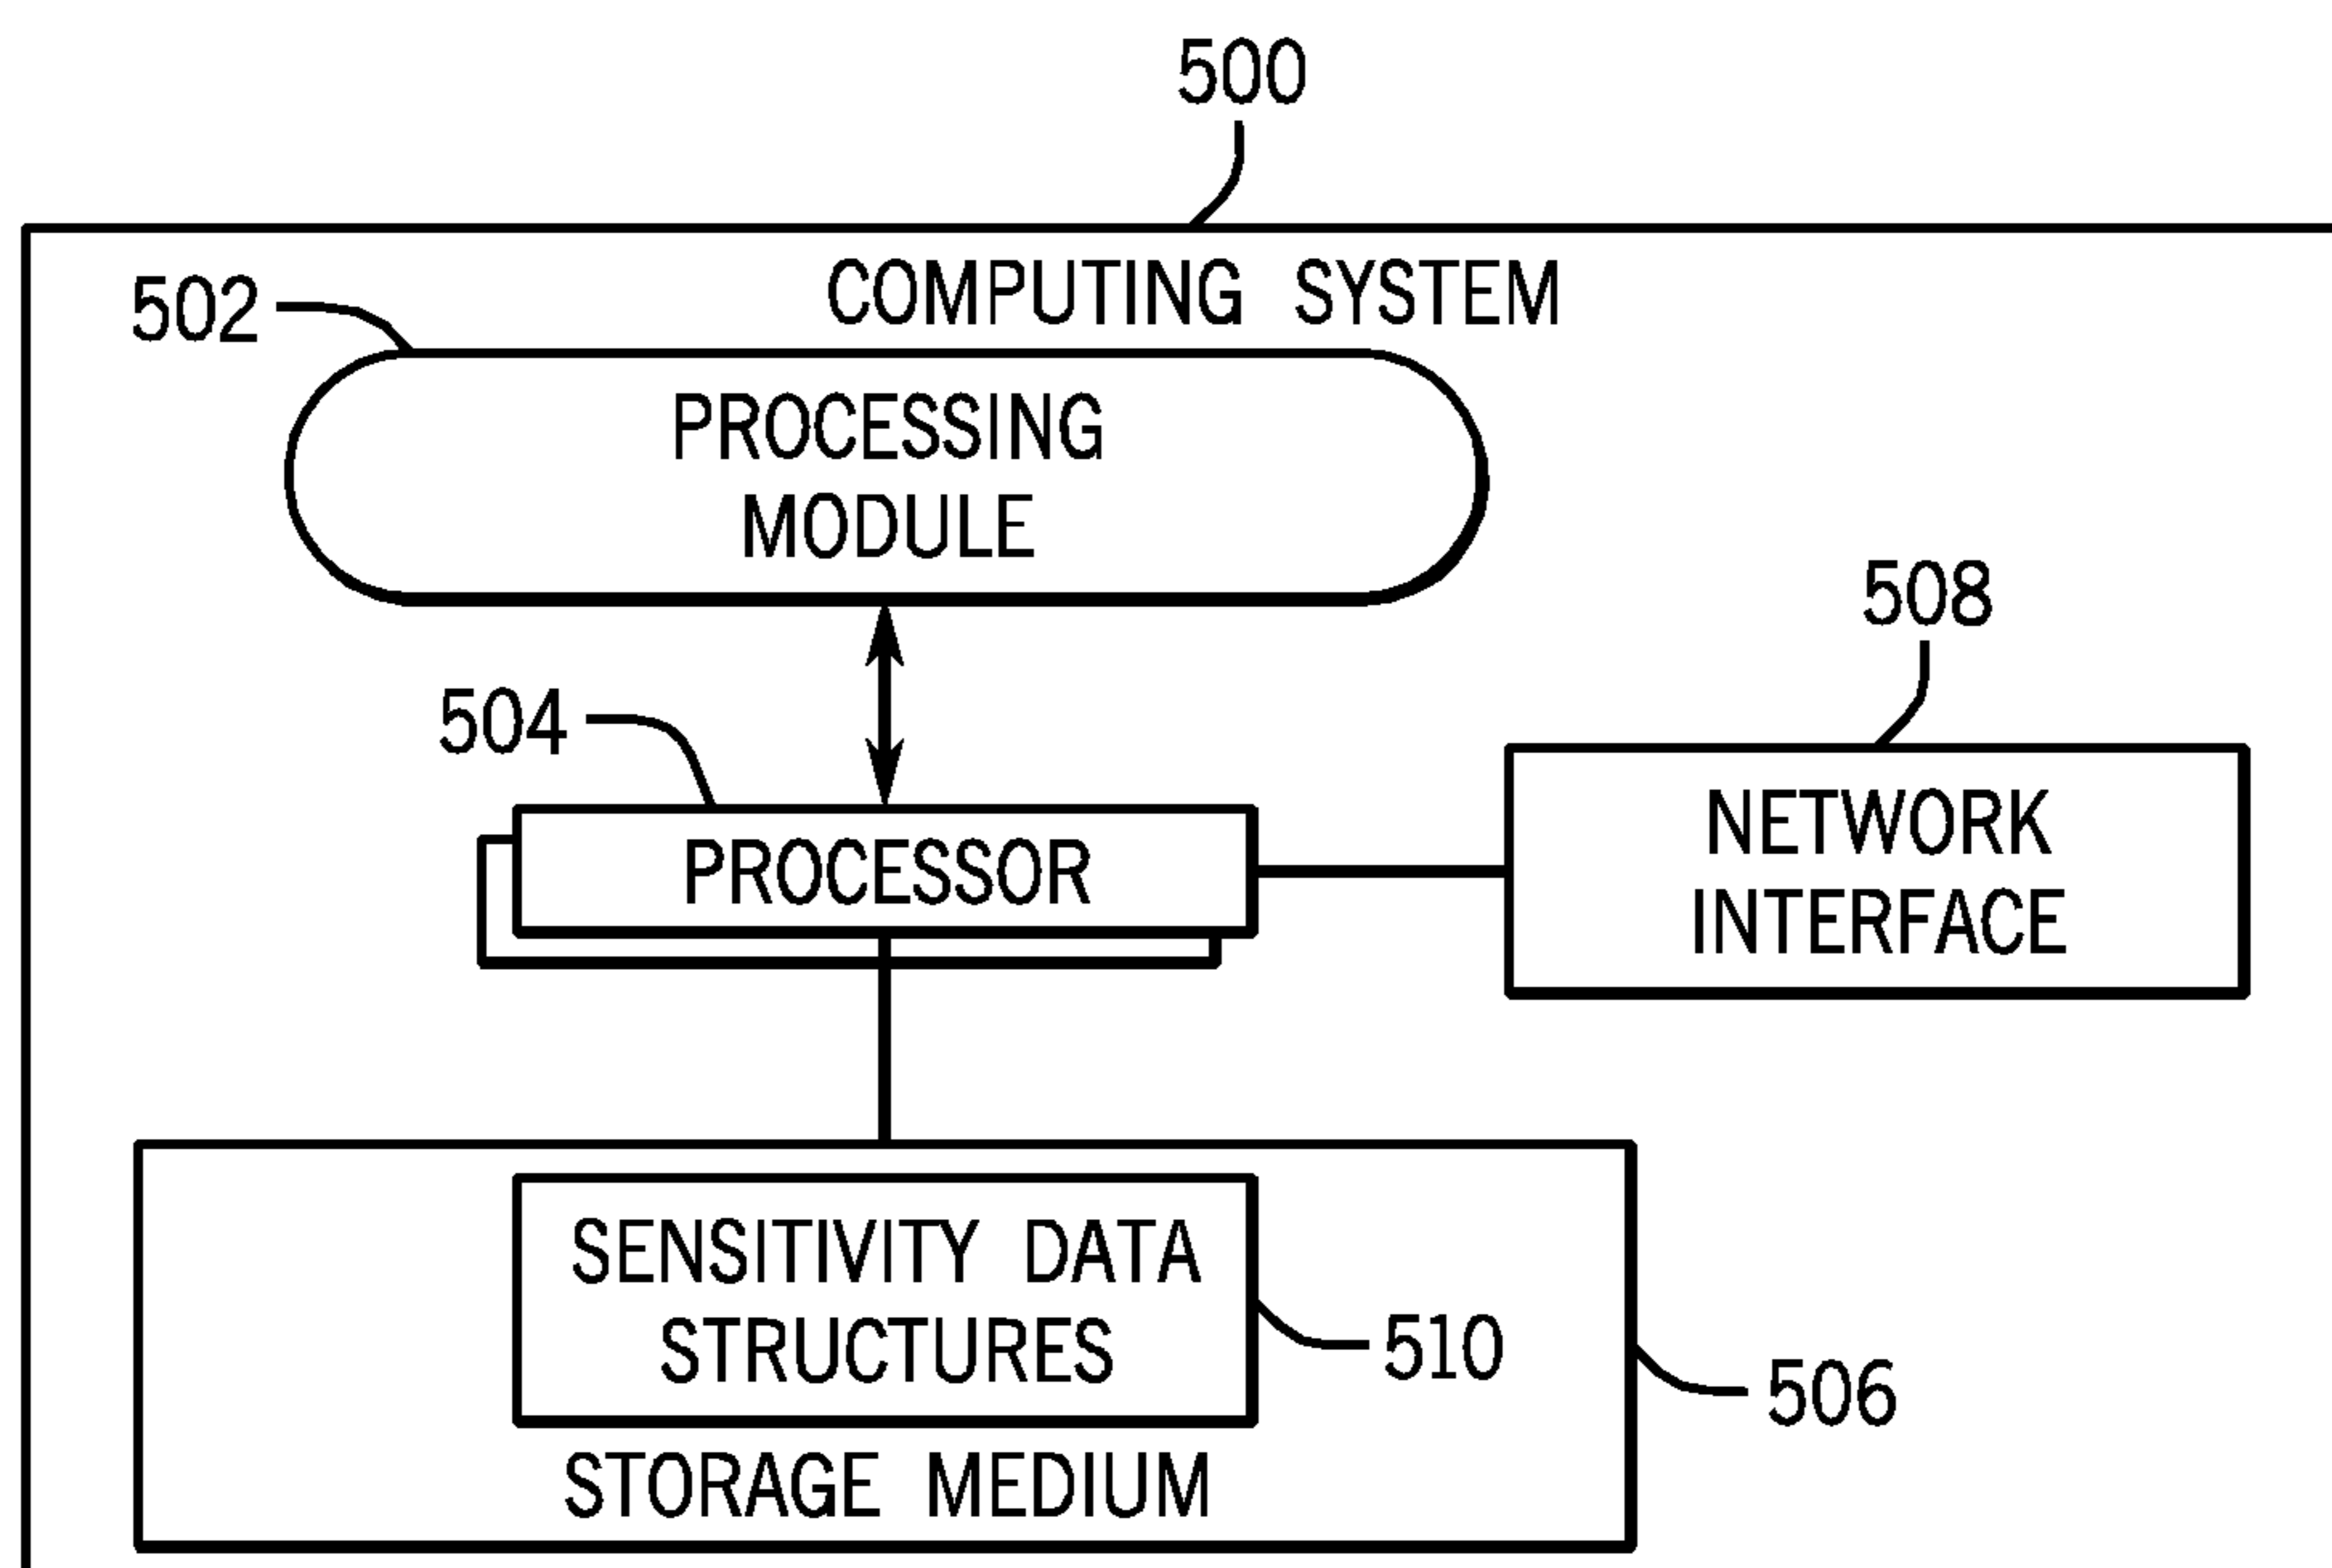 500
COMPUTING SYSTEM
502
PROCESSING
MODULE
508
504
PROCESSOR
NETWORK
INTERFACE
SENSITIVITY DATA
STRUCTURES
510
506
STORAGE MEDIUM